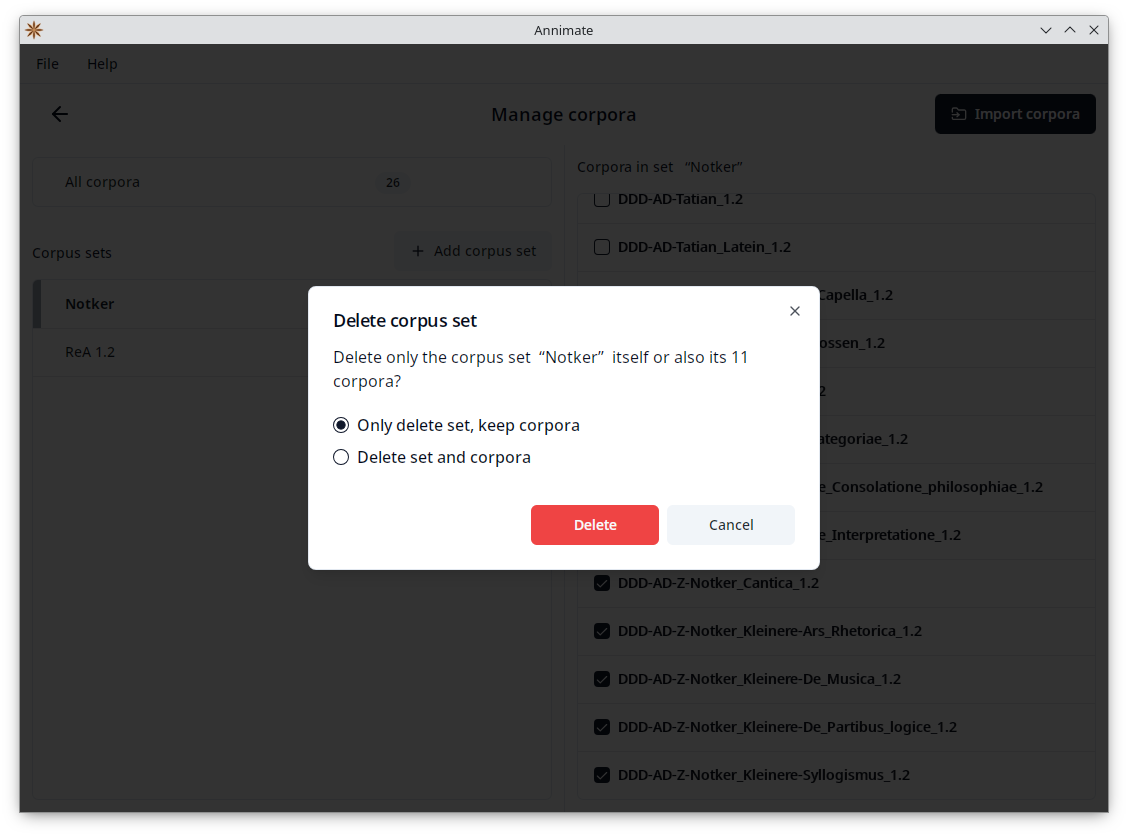 Annimate
File Help
Manage corpora
Import corpora
All corpora 26
Corpora in set “Notker”
Corpus sets
Add corpus set
Notker
ReA 1.2
DDD-AD-Tatian_1.2
DDD-AD-Tatian_Latein_1.2
Capella_1.2
ossen_1.2
2
ategoriae_1.2
e_Consolatione_philosophiae_1.2
e_Interpretatione_1.2
DDD-AD-Z-Notker_Cantica_1.2
DDD-AD-Z-Notker_Kleinere-Ars_Rhetorica_1.2
DDD-AD-Z-Notker_Kleinere-De_Musica_1.2
DDD-AD-Z-Notker_Kleinere-De_Partibus_logice_1.2
DDD-AD-Z-Notker_Kleinere-Syllogismus_1.2
Delete corpus set
Delete only the corpus set “Notker” itself or also its 11
corpora?
Only delete set, keep corpora
Delete set and corpora
Delete Cancel